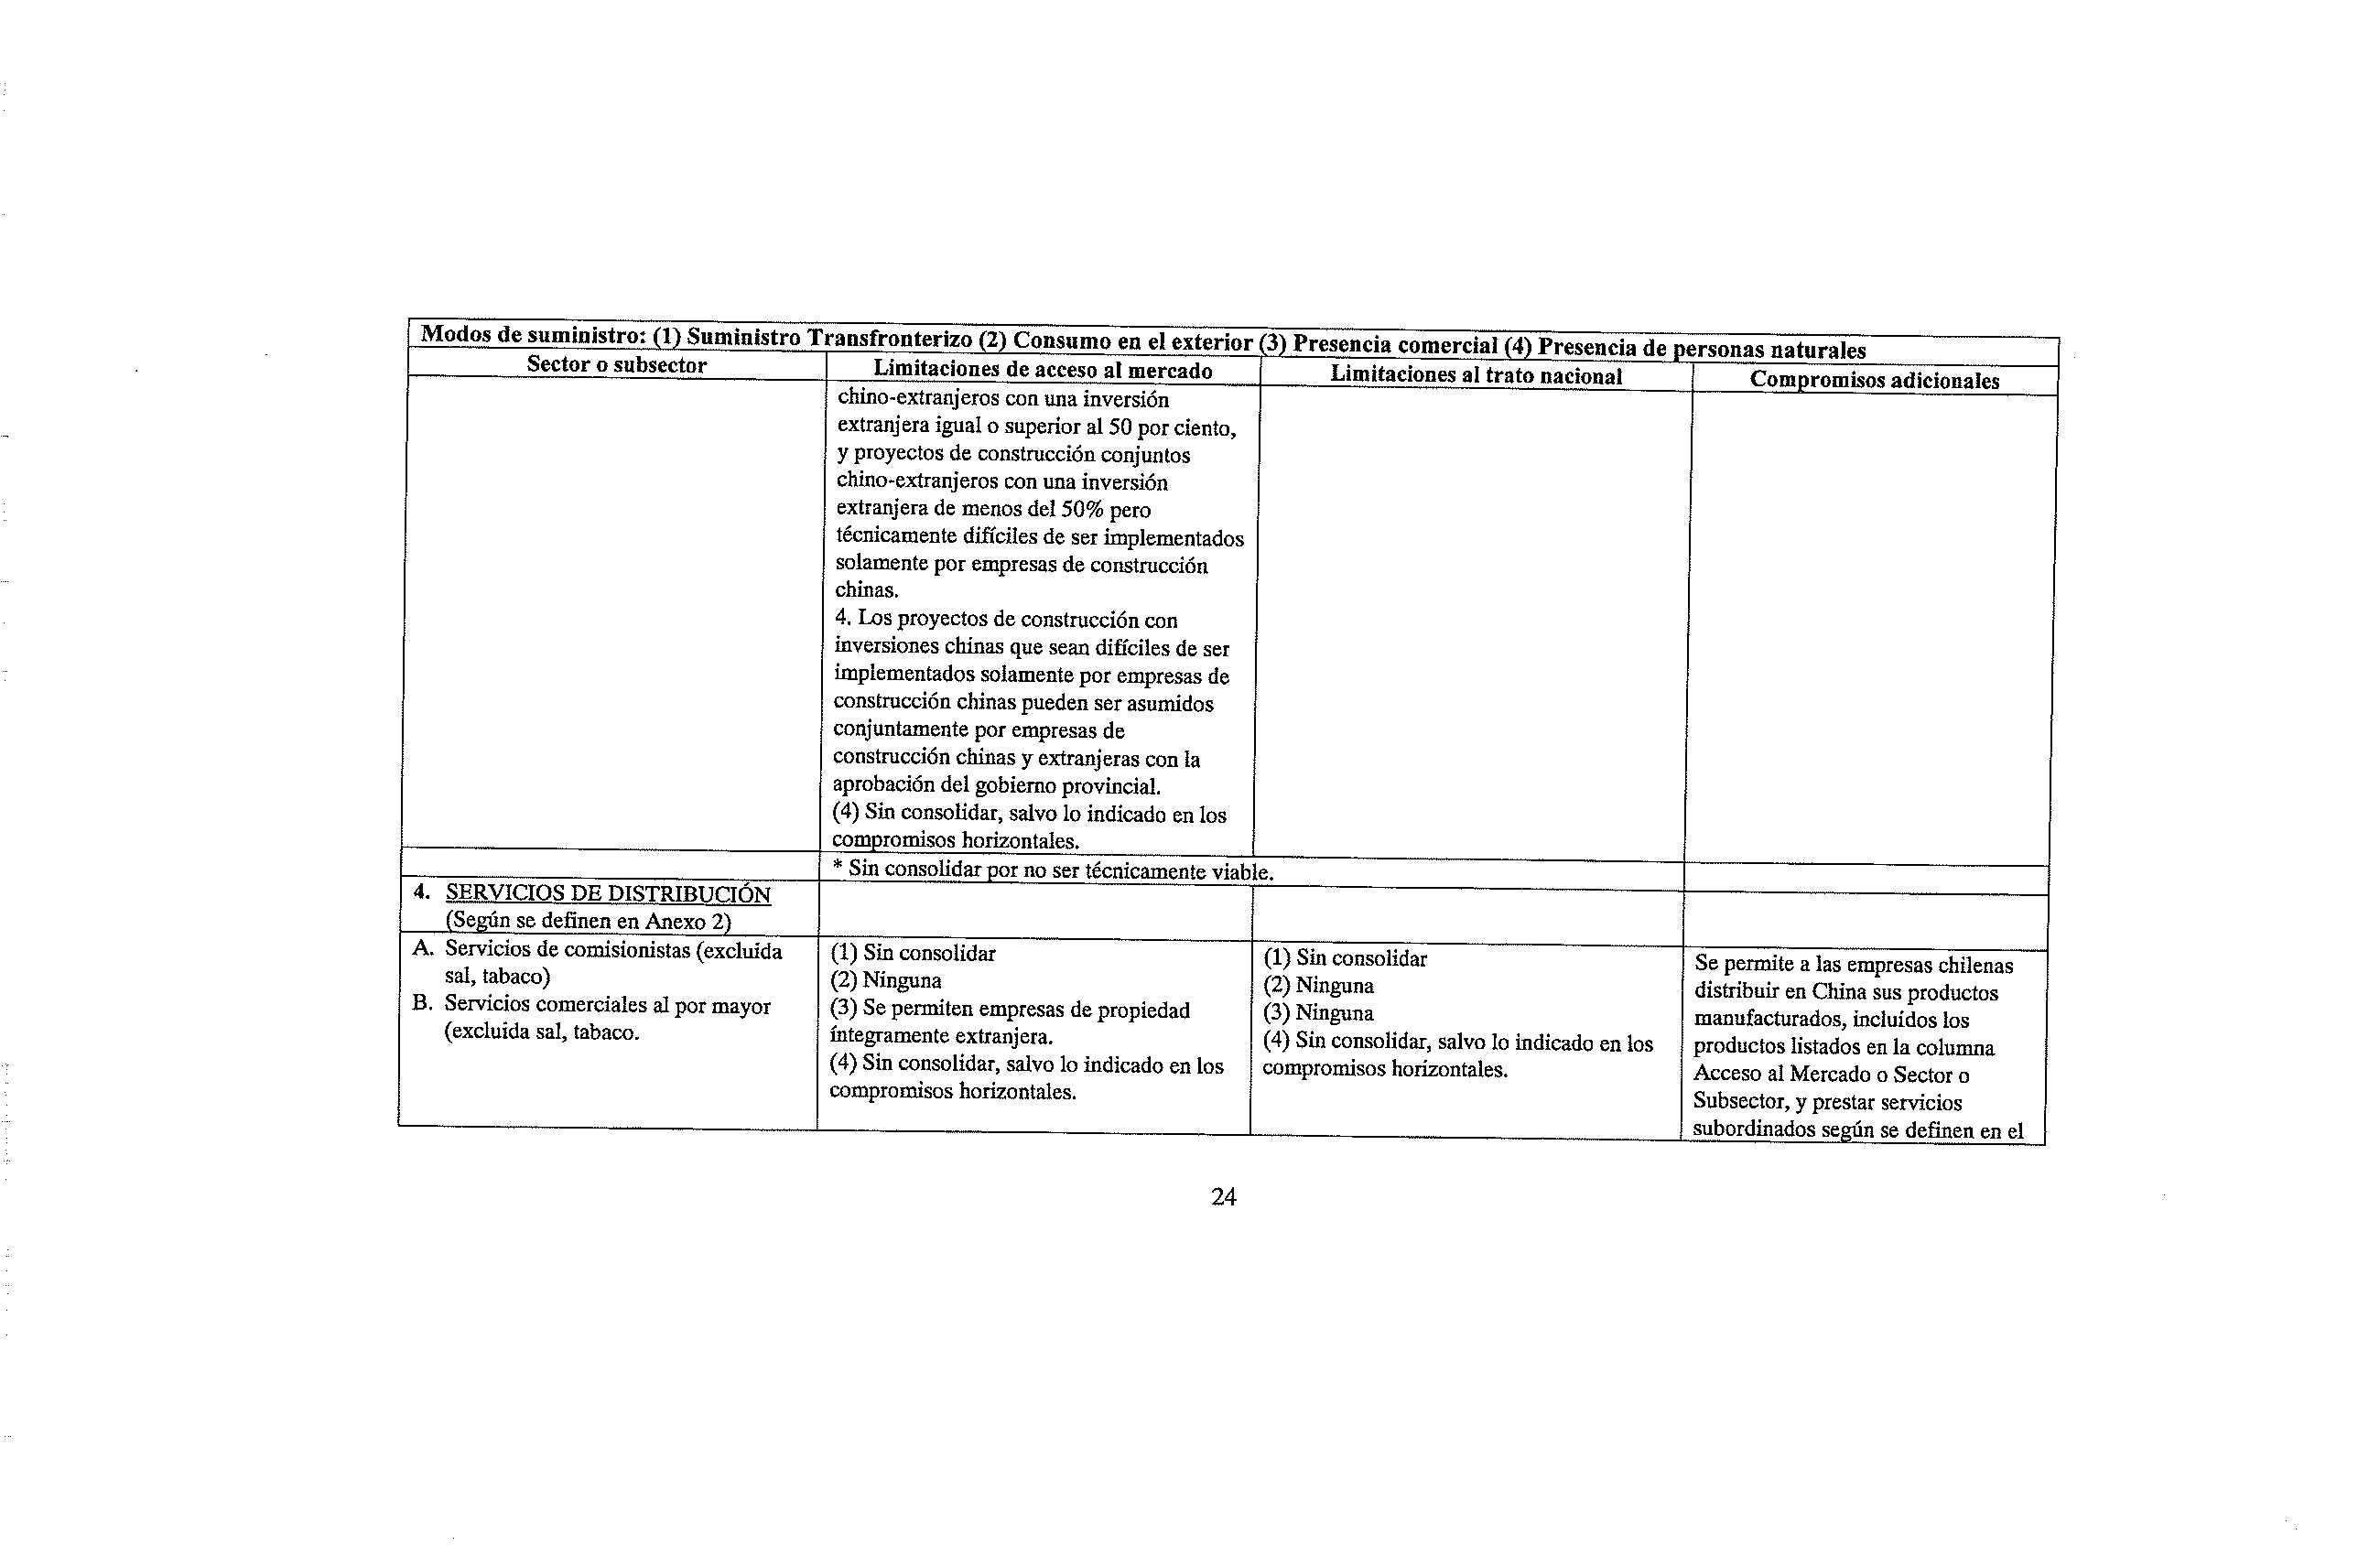 Modos de suministro: (1) Suministro Transfronterizo (2) Consumo en el exterior (3) Presencia comercial (4) Presencia de personas naturales
Sector o subsector
Limitaciones de acceso al mercado
Limitaciones al trato nacional
Compromisos adicionales
chino-extranjeros con una inversión
extranjera igual o superior al 50 por ciento,
y proyectos de construcción conjuntos
chino-extranjeros con una inversión
extranjera de menos del 50% pero
técnicamente difíciles de ser implementados
solamente por empresas de construcción
chinas.
4. Los proyectos de construcción con
inversiones chinas que sean difíciles de ser
implementados solamente por empresas de
construcción chinas pueden ser asumidos
conjuntamente por empresas de
construcción chinas y extranjeras con la
aprobación del gobierno provincial.
(4) Sin consolidar, salvo lo indicado en los
compromisos horizontales.
* Sin consolidar por no ser técnicamente viable.
4. SERVICIOS DE DISTRIBUCIÓN
(Según se definen en Anexo 2)
A. Servicios de comisionistas (excluida
sal, tabaco)
B. Servicios comerciales al por mayor
(excluida sal, tabaco.
(1) Sin consolidar
(2) Ninguna
(3) Se permiten empresas de propiedad
íntegramente extranjera.
(4) Sin consolidar, salvo lo indicado en los
compromisos horizontales.
(1) Sin consolidar
(2) Ninguna
(3) Ninguna
(4) Sin consolidar, salvo lo indicado en los
compromisos horizontales.
Se permite a las empresas chilenas
distribuir en China sus productos
manufacturados, incluídos los
productos listados en la columna
Acceso al Mercado o Sector o
Subsector, y prestar servicios
subordinados según se definen en el
24